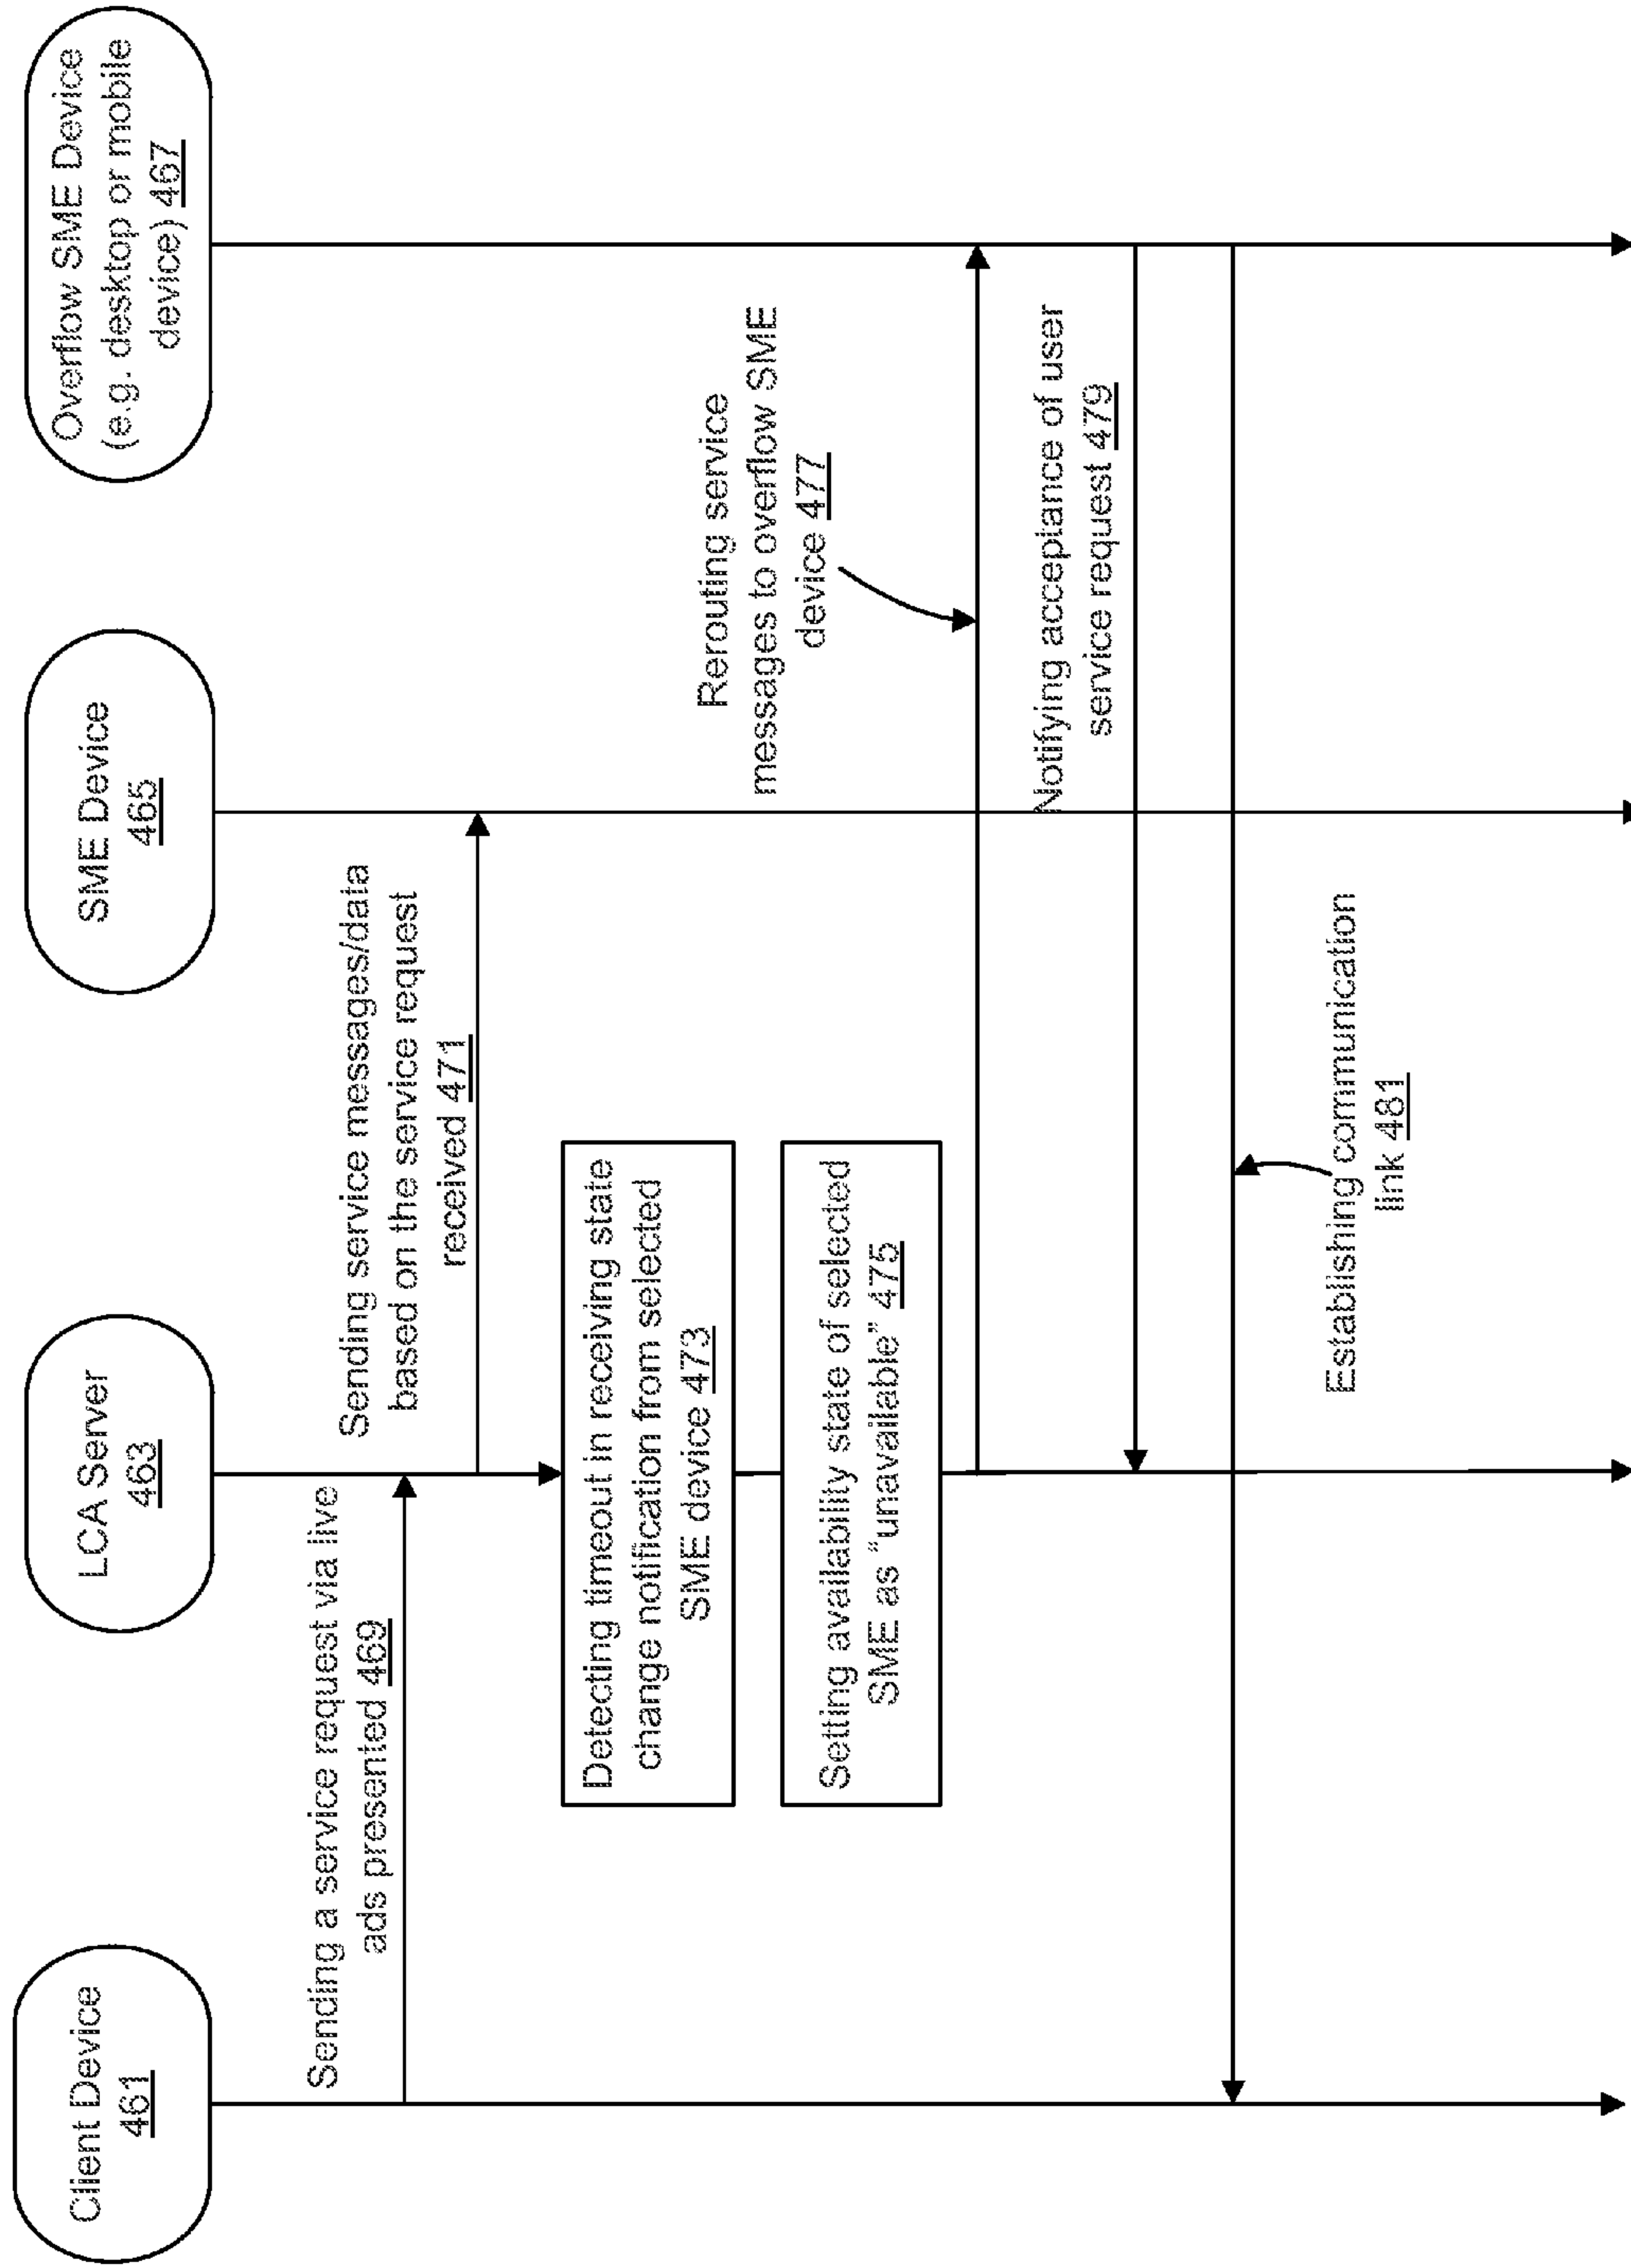 Client Device
461
LCA Server
463
SME Device
465
Overflow SME Device
(e.g. desktop or mobile
device) 467
Sending a service request via live
ads presented 469
Sending service messages/data
based on the service request
received 471
Detecting timeout in receiving state
change notification from selected
SME device 473
Setting availability state of selected
SME as “unavailable” 475
Rerouting service
messages to overflow SME
device 477
Notifying acceptance of user
service request 479
Establishing communication
link 481